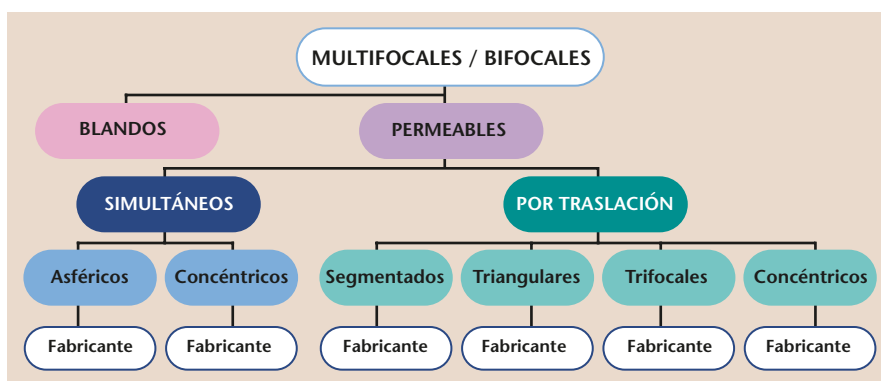 MULTIFOCALES / BIFOCALES
BLANDOS
PERMEABLES
SIMULTÁNEOS
POR TRASLACIÓN
Asféricos
Concéntricos
Segmentados
Triangulares
Trifocales
Concéntricos
Fabricante
Fabricante
Fabricante
Fabricante
Fabricante
Fabricante